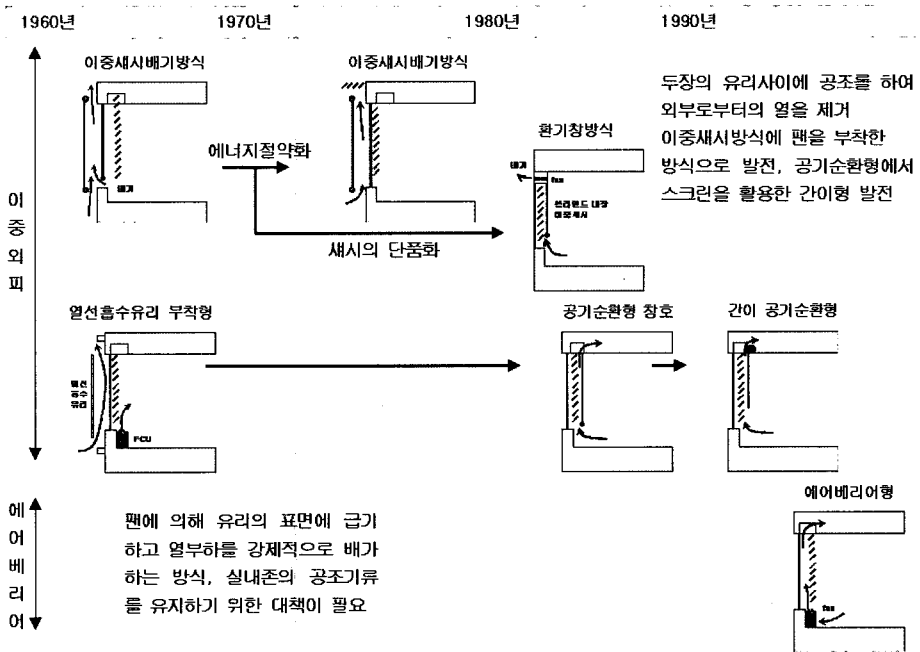 1960년 1970년 1980년 1990년
이중새시배기방식
이중새시배기방식
두장의 유리사이에 공조를 하여
외부로부터의 열을 제거
이중새시방식에 팬을 부착한
방식으로 발전, 공기순환형에서
스크린을 활용한 간이형 발전
환기창방식
에너지절약화
배기
배기
fan
새시의 단품화
이중외피
열선흡수유리 부착형
공기순환형 창호
간이 공기순환형
열선
흡수
유리
FCU
에어베리어형
에어베리어
팬에 의해 유리의 표면에 급기
하고 열부하를 강제적으로 배가
하는 방식, 실내존의 공조기류
를 유지하기 위한 대책이 필요
fan